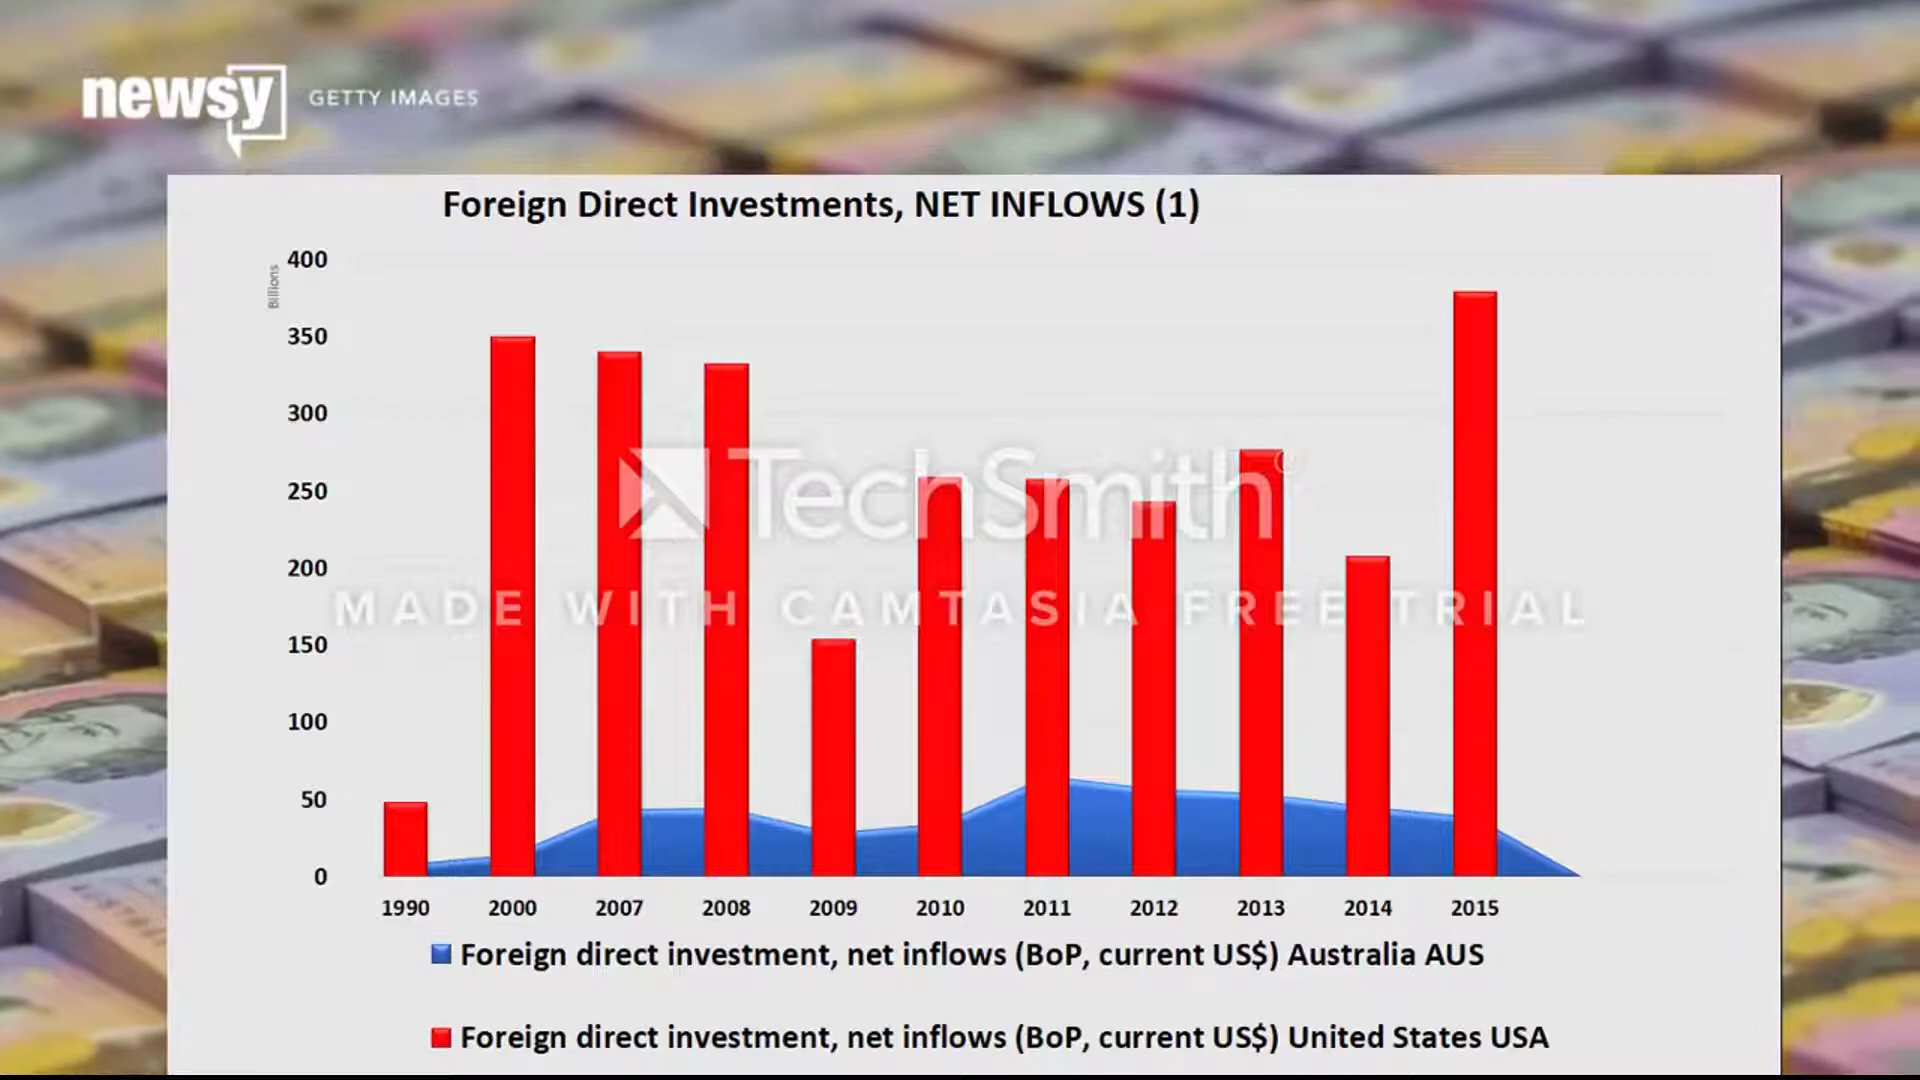 newsy GETTY IMAGES
Foreign Direct Investments, NET INFLOWS (1)
Billions
400
350
300
250
200
150
100
50
0
TechSmith®
MADE WITH CAMTASIA FREE TRIAL
1990 2000 2007 2008 2009 2010 2011 2012 2013 2014 2015
Foreign direct investment, net inflows (BoP, current US$) Australia AUS
Foreign direct investment, net inflows (BoP, current US$) United States USA